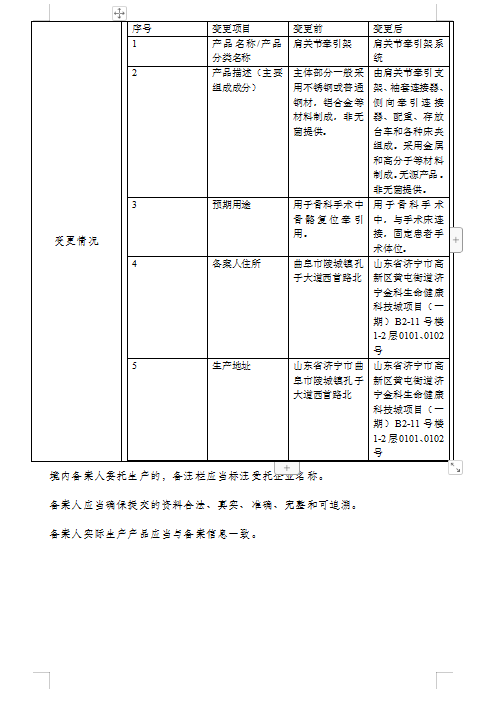 序号 变更项目 变更前 变更后
1 产品名称/产品 肩关节牵引架 肩关节牵引架系
分类名称 统
2 产品描述（主要 主体部分一般采 由肩关节牵引支
组成成分） 用不锈钢或普通 架、袖套连接器、
钢材，铝合金等 侧向牵引连接
材料制成，非无 器、配重、存放
菌提供。 台车和各种床夹
组成。采用金属
和高分子等材料
制成。无源产品。
非无菌提供。
3 预期用途 用于骨科手术中 用于骨科手术
骨骼复位牵引 中，与手术床连
用。 接，固定患者手
术体位。
变更情况
4 备案人住所 曲阜市陵城镇孔 山东省济宁市高
子大道西首路北 新区黄屯街道济
宁金科生命健康
科技城项目（一
期）B2-11号楼
1-2层0101、0102
号
5 生产地址 山东省济宁市曲 山东省济宁市高
阜市陵城镇孔子 新区黄屯街道济
大道西首路北 宁金科生命健康
科技城项目（一
期）B2-11号楼
1-2层0101、0102
号
境内备案人委托生产的，备注栏应当标注受托企业名称。
备案人应当确保提交的资料合法、真实、准确、完整和可追溯。
备案人实际生产产品应当与备案信息一致。